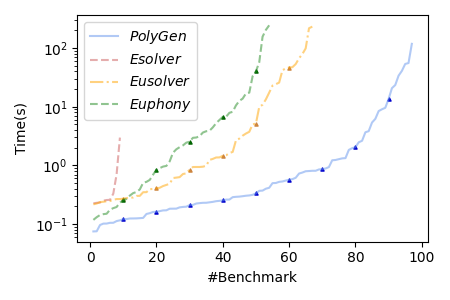 PolyGen
Esolver
Eusolver
Euphony
Time(s)
10²
10¹
10⁰
10⁻¹
0 20 40 60 80 100
#Benchmark